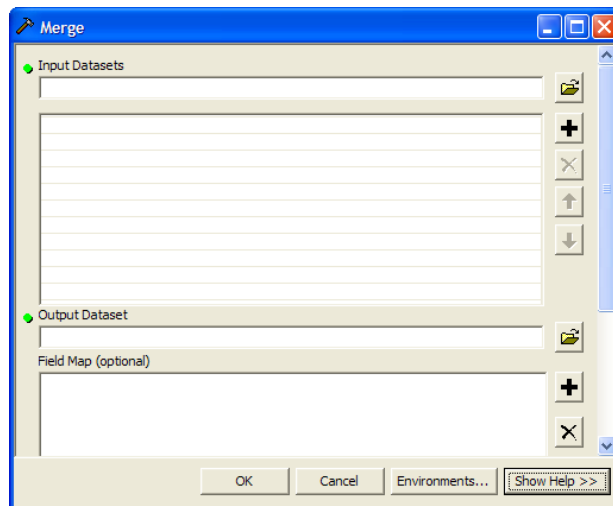 Merge
Input Datasets
Output Dataset
Field Map (optional)
OK Cancel Environments... Show Help >>